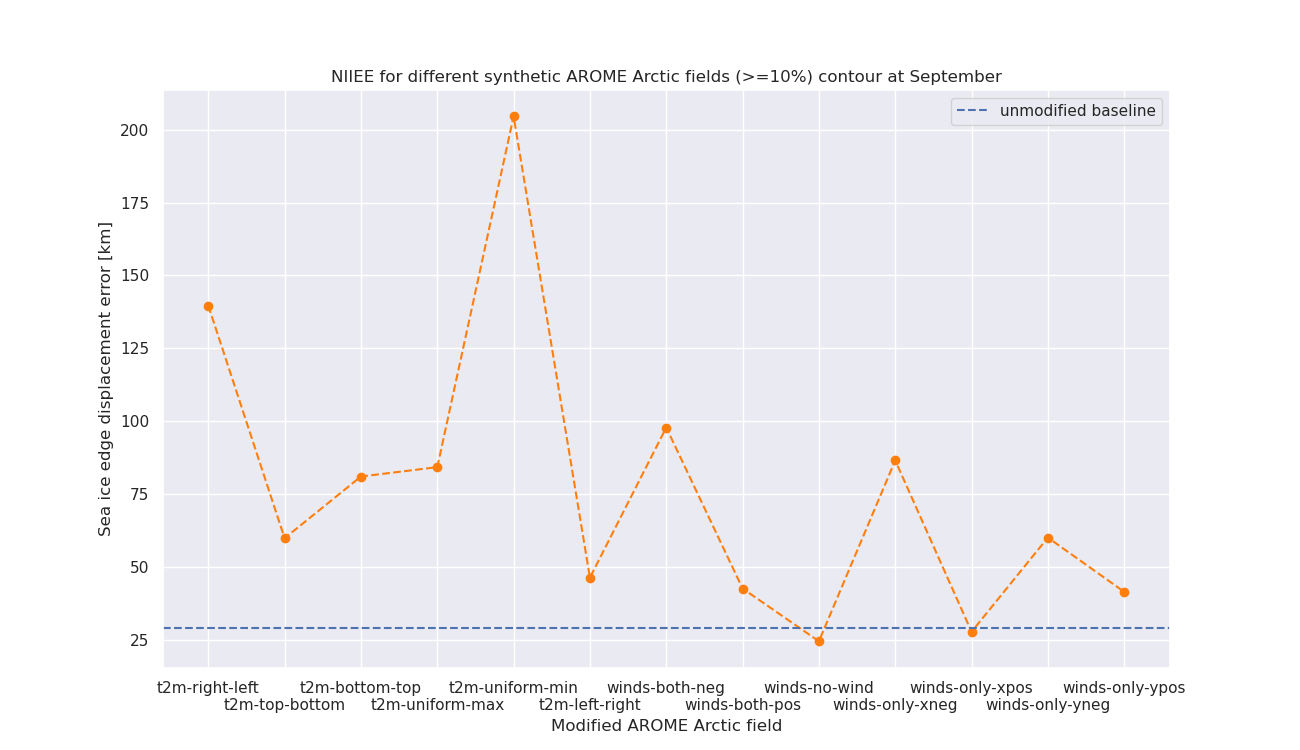 NIIEE for different synthetic AROME Arctic fields (>=10%) contour at September
unmodified baseline
Sea ice edge displacement error [km]
200
175
150
125
100
75
50
25
t2m-right-left t2m-bottom-top t2m-uniform-min winds-both-neg winds-no-wind winds-only-xpos winds-only-ypos
t2m-top-bottom t2m-uniform-max t2m-left-right winds-both-pos winds-only-xneg winds-only-yneg
Modified AROME Arctic field